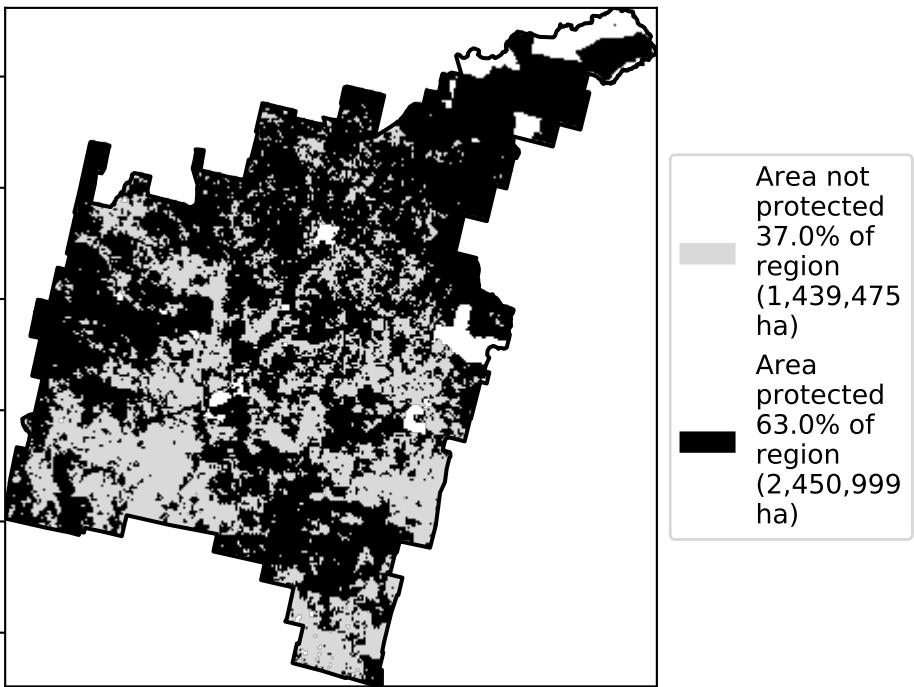 Area not
protected
37.0% of
region
(1,439,475
ha)
Area
protected
63.0% of
region
(2,450,999
ha)